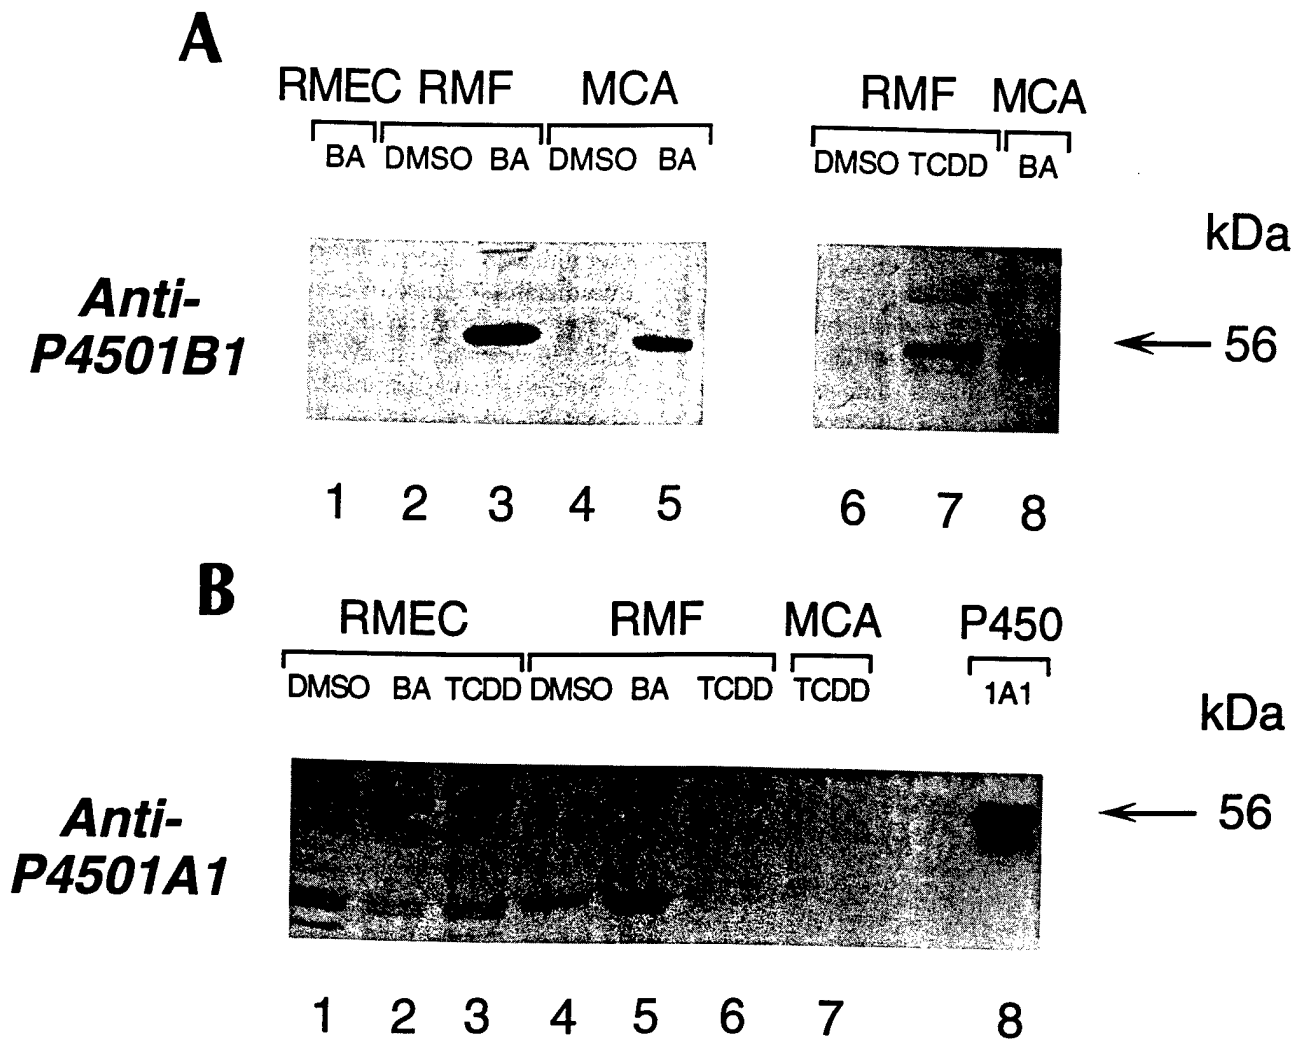 A
RMEC RMF MCA RMF MCA
BA DMSO BA DMSO BA DMSO TCDD BA
kDa
Anti-
P4501B1
56
1 2 3 4 5 6 7 8
B
RMEC RMF MCA P450
DMSO BA TCDD DMSO BA TCDD TCDD 1A1
kDa
Anti-
P4501A1
56
1 2 3 4 5 6 7 8